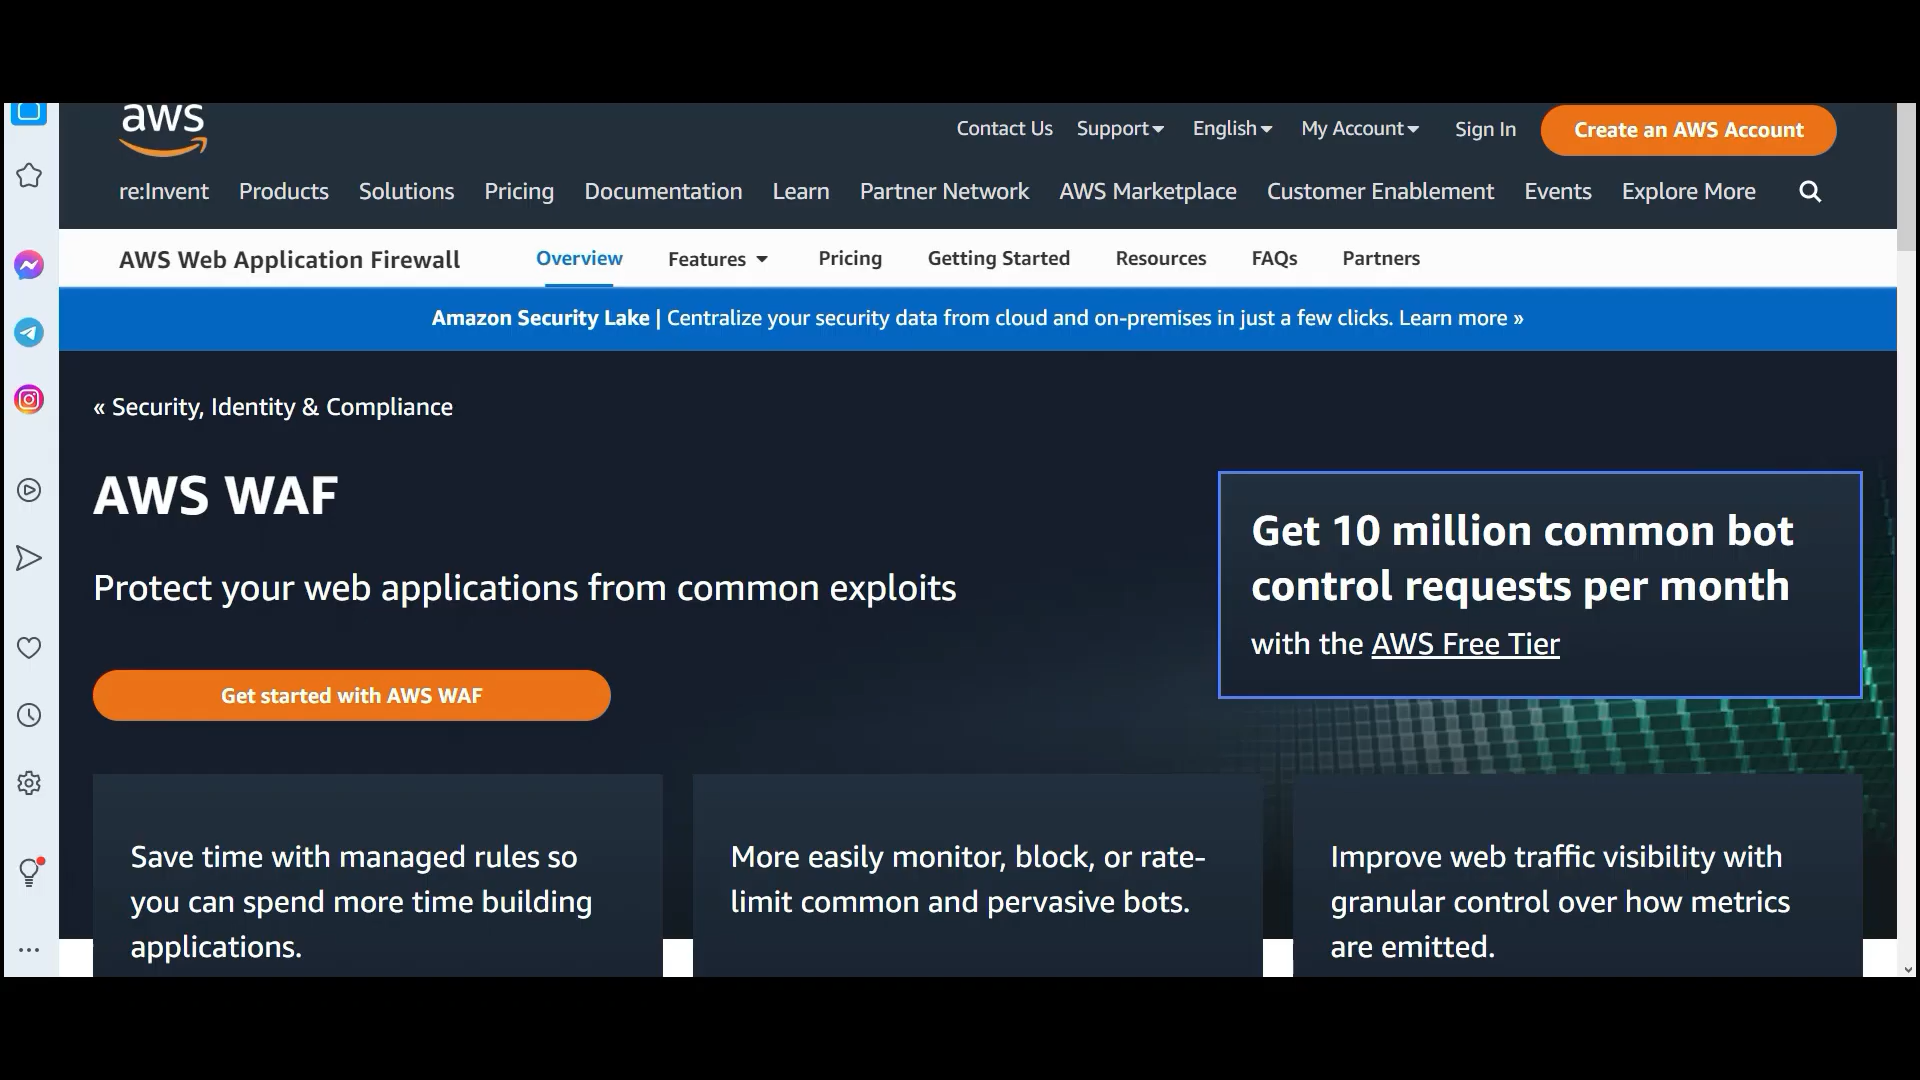 aws
Contact Us Support English My Account Sign In Create an AWS Account
re:Invent Products Solutions Pricing Documentation Learn Partner Network AWS Marketplace Customer Enablement Events Explore More
AWS Web Application Firewall Overview Features Pricing Getting Started Resources FAQs Partners
Amazon Security Lake | Centralize your security data from cloud and on-premises in just a few clicks. Learn more »
« Security, Identity & Compliance
AWS WAF
Protect your web applications from common exploits
Get started with AWS WAF
Get 10 million common bot
control requests per month
with the AWS Free Tier
Save time with managed rules so
you can spend more time building
applications.
More easily monitor, block, or rate-
limit common and pervasive bots.
Improve web traffic visibility with
granular control over how metrics
are emitted.